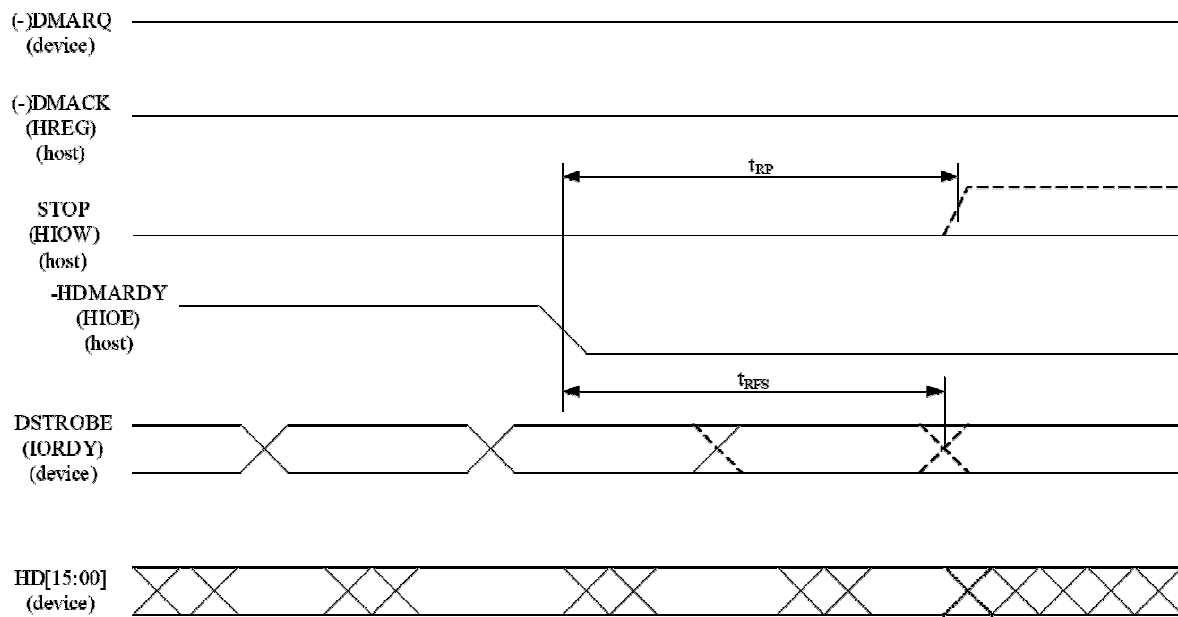 (-)DMARQ
(device)
(-)DMACK
(HREG)
(host)
tRP
STOP
(HIOW)
(host)
-HDMARDY
(HIOE)
(host)
tRFS
DSTROBE
(IORDY)
(device)
HD[15:00]
(device)